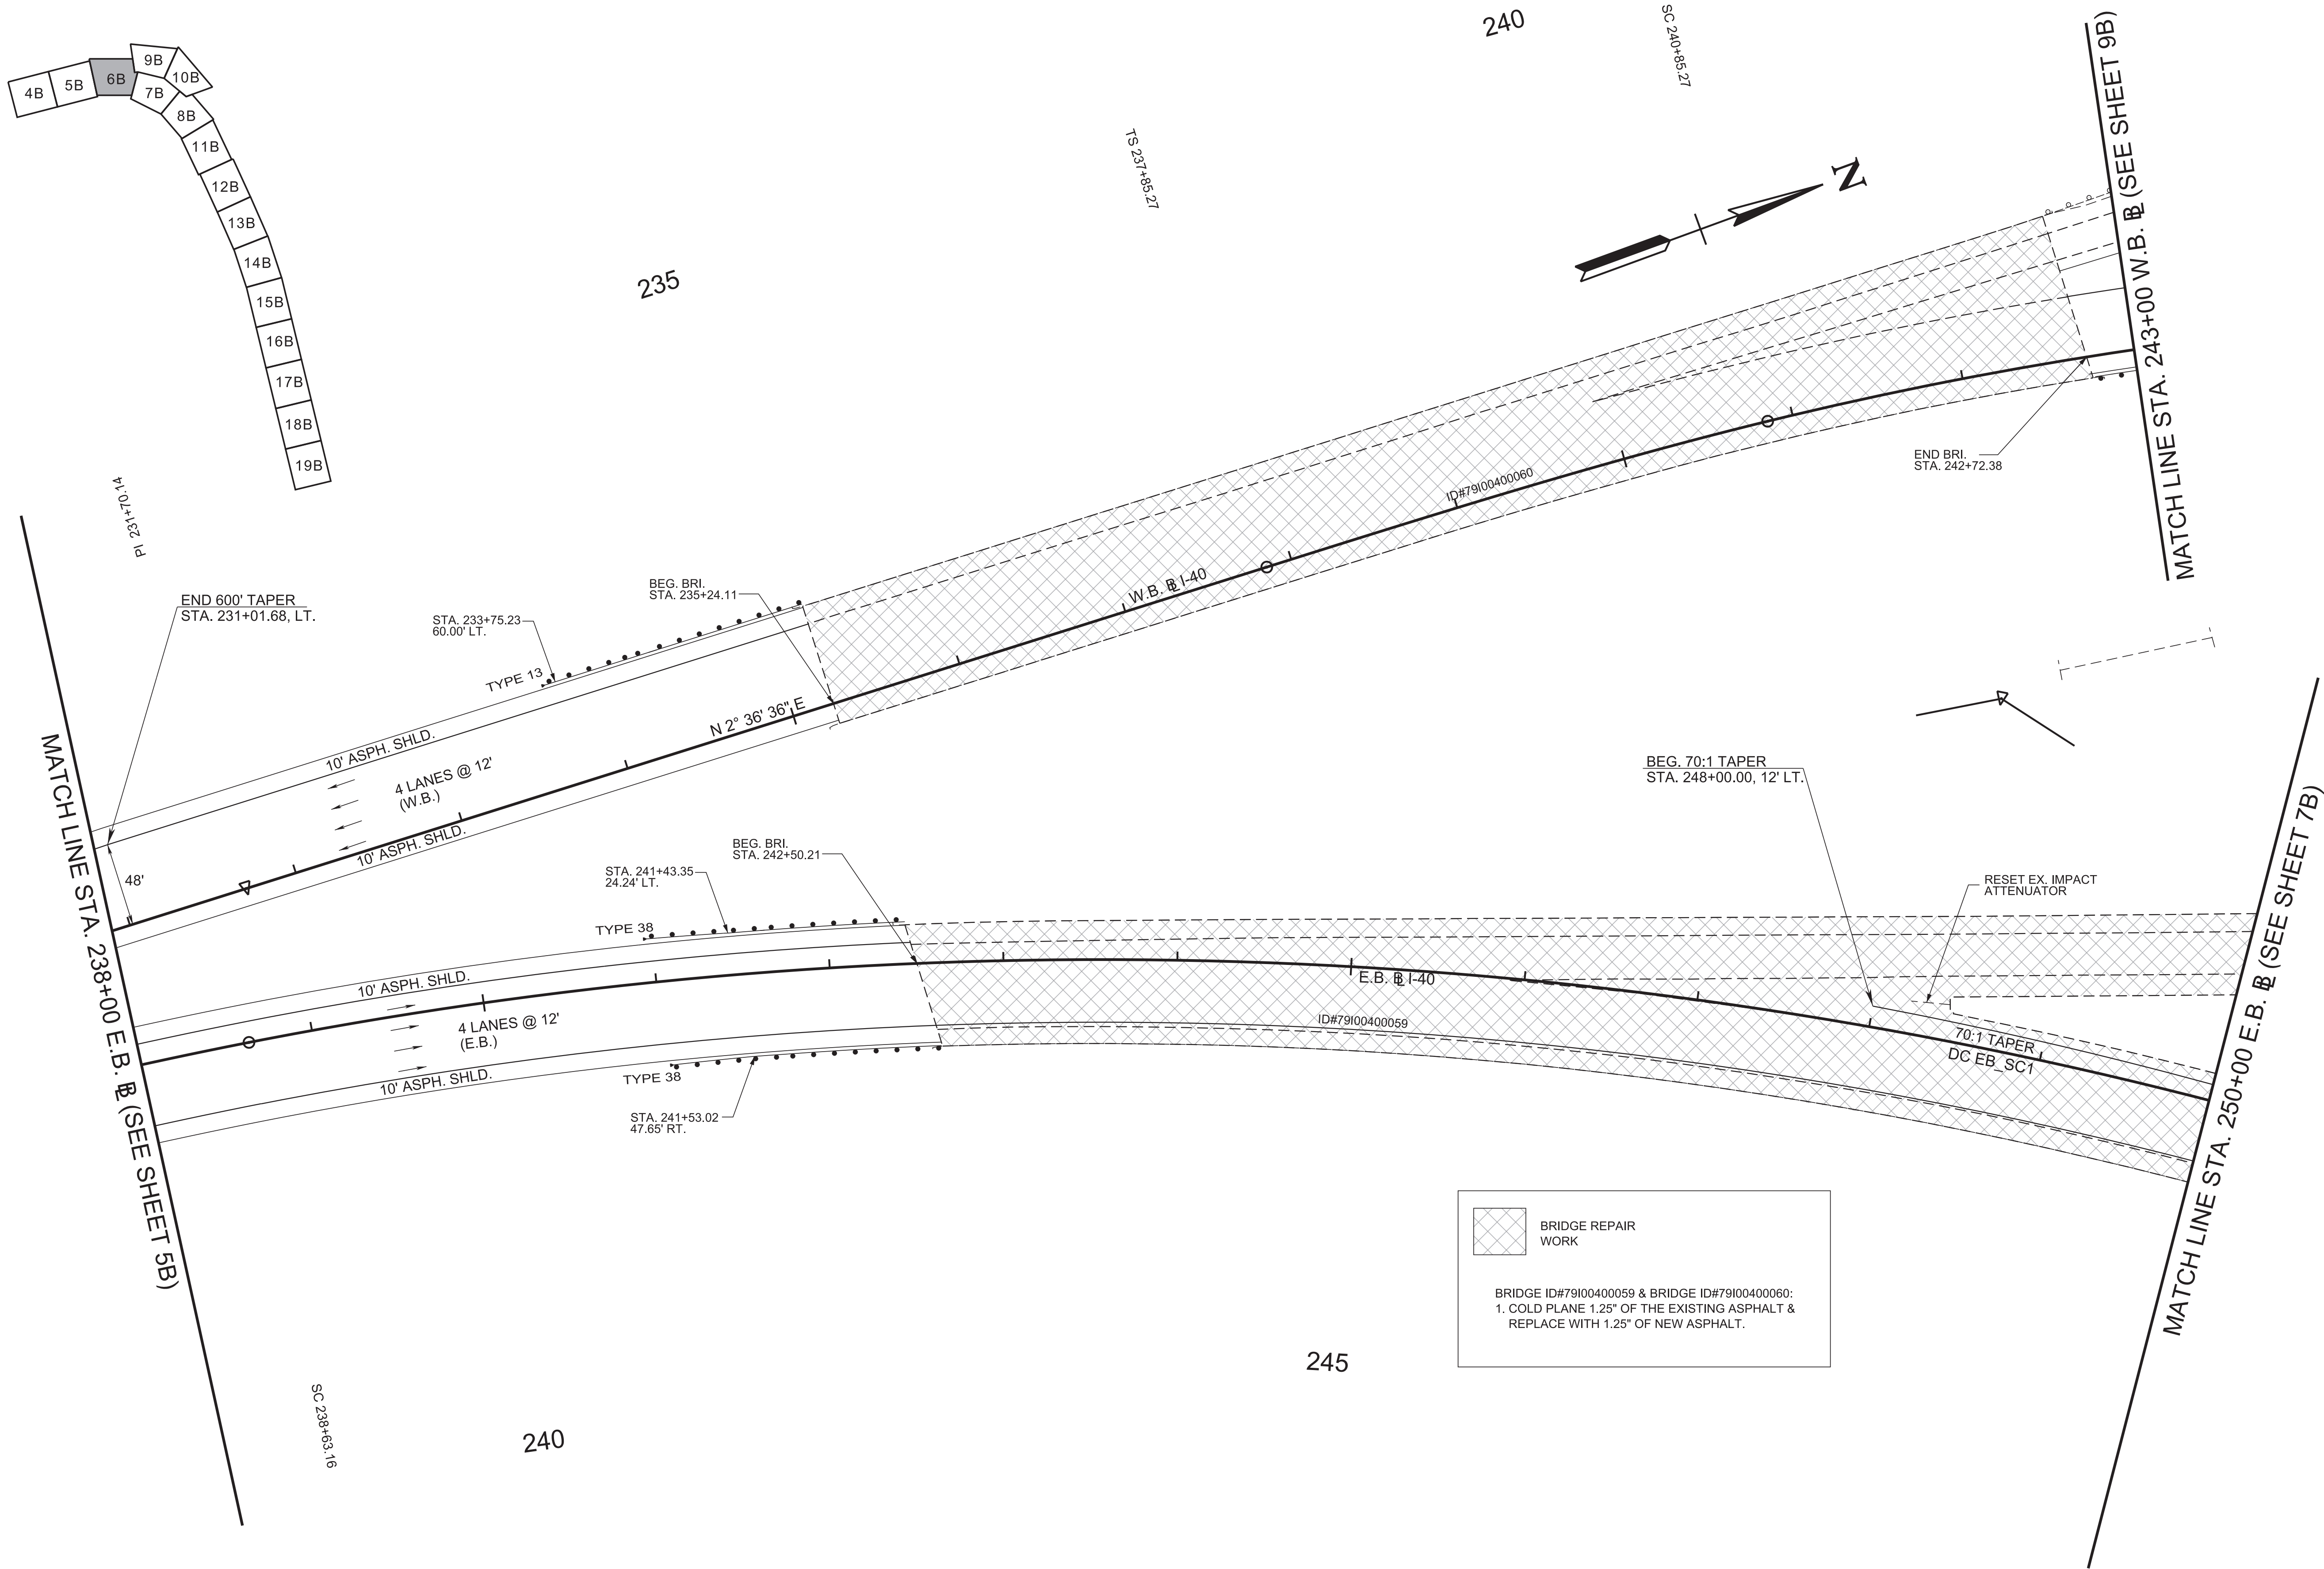 4B
5B
6B
9B
10B
7B
8B
11B
12B
13B
14B
15B
16B
17B
18B
19B
240
SC 240+85.27
TS 237+85.27
235
N
MATCH LINE STA. 243+00 W.B. BL (SEE SHEET 9B)
PI 231+70.14
END 600' TAPER
STA. 231+01.68, LT.
STA. 233+75.23
60.00' LT.
TYPE 13
BEG. BRI.
STA. 235+24.11
ID#79I00400060
W.B. BL I-40
END BRI.
STA. 242+72.38
N 2° 36' 36" E
10' ASPH. SHLD.
4 LANES @ 12'
(W.B.)
10' ASPH. SHLD.
48'
MATCH LINE STA. 238+00 E.B. BL (SEE SHEET 5B)
BEG. BRI.
STA. 242+50.21
STA. 241+43.35
24.24' LT.
TYPE 38
10' ASPH. SHLD.
4 LANES @ 12'
(E.B.)
10' ASPH. SHLD.
TYPE 38
STA. 241+53.02
47.65' RT.
E.B. BL I-40
ID#79I00400059
BEG. 70:1 TAPER
STA. 248+00.00, 12' LT.
RESET EX. IMPACT
ATTENUATOR
70:1 TAPER
DC EB_SC1
MATCH LINE STA. 250+00 E.B. BL (SEE SHEET 7B)
BRIDGE REPAIR
WORK
BRIDGE ID#79I00400059 & BRIDGE ID#79I00400060:
1. COLD PLANE 1.25" OF THE EXISTING ASPHALT &
REPLACE WITH 1.25" OF NEW ASPHALT.
245
240
SC 238+63.16